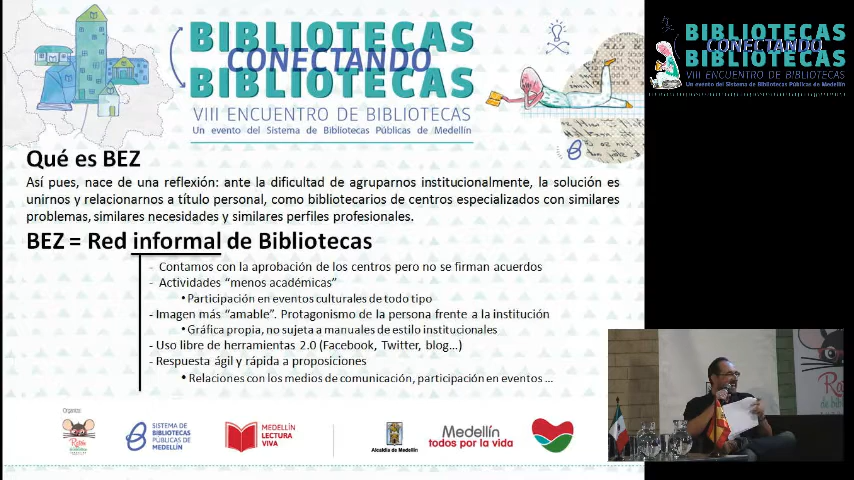 BIBLIOTECAS
CONECTANDO
BIBLIOTECAS
VIII ENCUENTRO DE BIBLIOTECAS
Un evento del Sistema de Bibliotecas Públicas de Medellín
BIBLIOTECAS
CONECTANDO
BIBLIOTECAS
VIII ENCUENTRO DE BIBLIOTECAS
Un evento del Sistema de Bibliotecas Públicas de Medellín
Qué es BEZ
Así pues, nace de una reflexión: ante la dificultad de agruparnos institucionalmente, la solución es
unirnos y relacionarnos a título personal, como bibliotecarios de centros especializados con similares
problemas, similares necesidades y similares perfiles profesionales.
BEZ = Red informal de Bibliotecas
- Contamos con la aprobación de los centros pero no se firman acuerdos
- Actividades “menos académicas”
• Participación en eventos culturales de todo tipo
- Imagen más “amable”. Protagonismo de la persona frente a la institución
• Gráfica propia, no sujeta a manuales de estilo institucionales
- Uso libre de herramientas 2.0 (Facebook, Twitter, blog…)
- Respuesta ágil y rápida a proposiciones
• Relaciones con los medios de comunicación, participación en eventos …
Organiza:
SISTEMA DE
BIBLIOTECAS
PÚBLICAS DE
MEDELLÍN
MEDELLÍN
LECTURA
VIVA
Alcaldía de Medellín
Medellín
todos por la vida